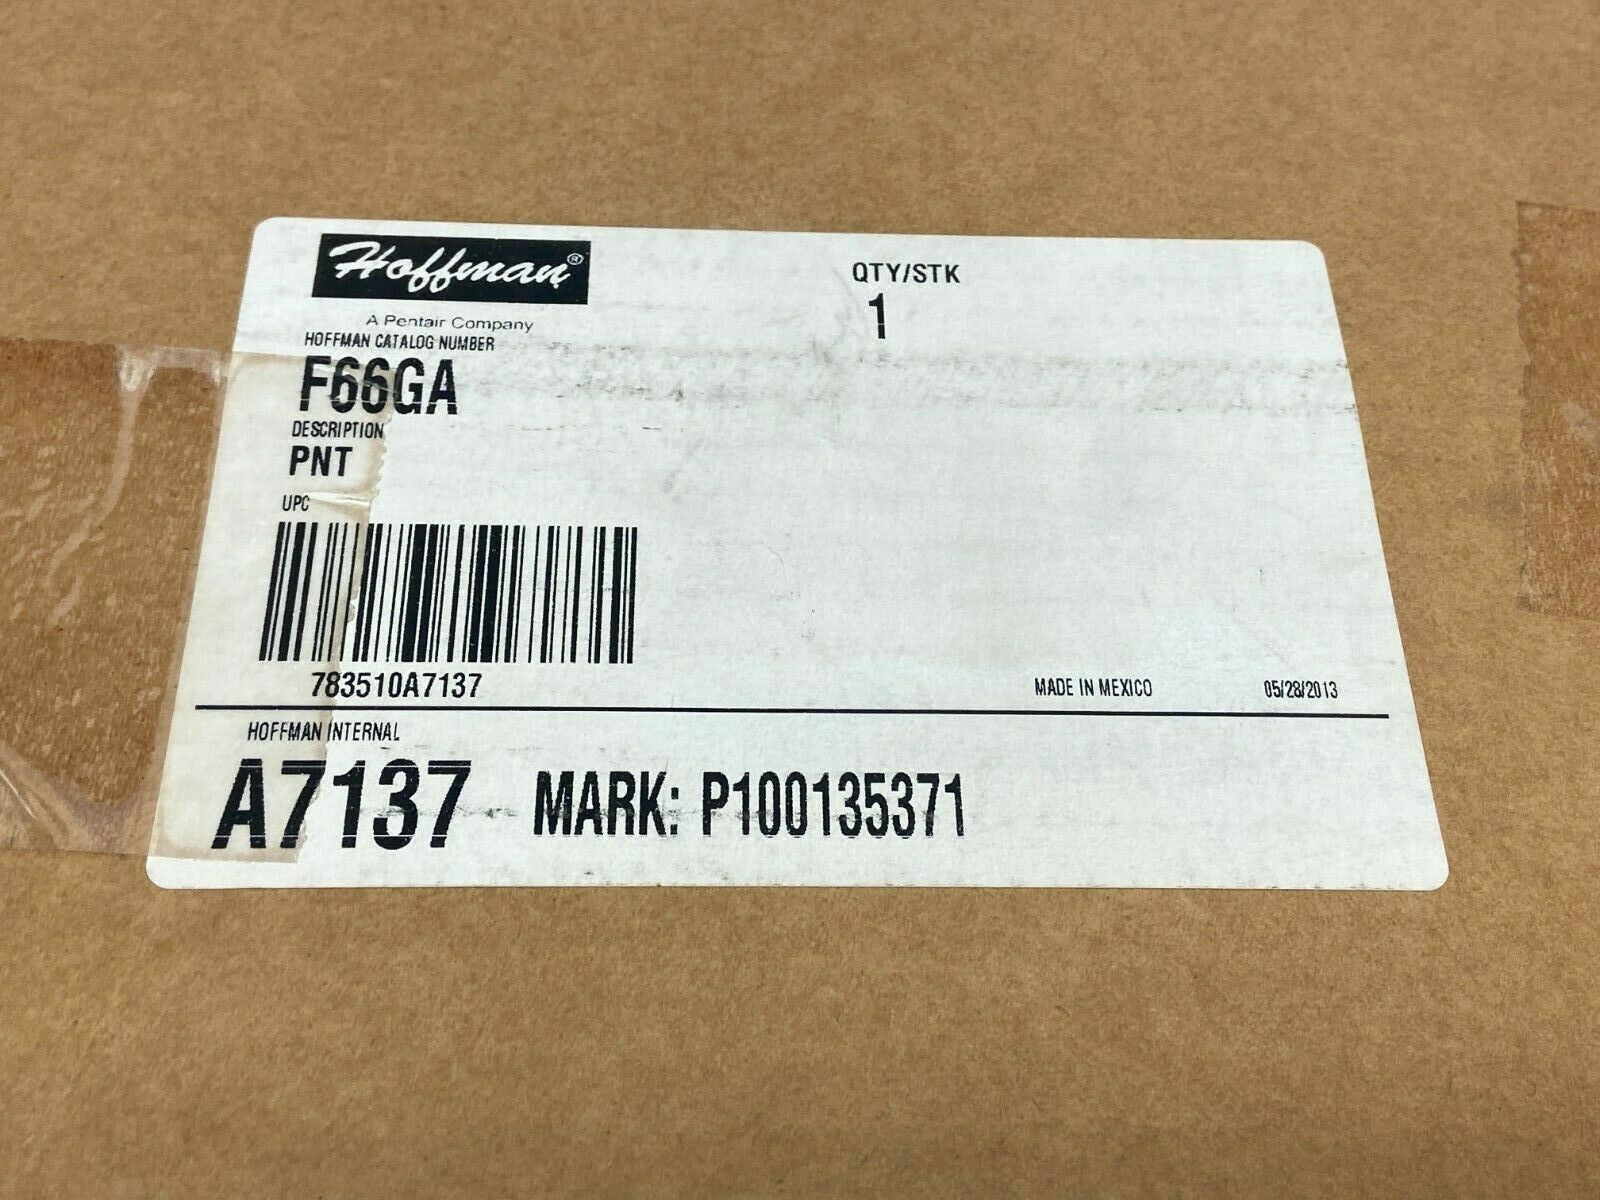 Hoffman®
A Pentair Company
QTY/STK
1
HOFFMAN CATALOG NUMBER
F66GA
DESCRIPTION
PNT
UPC
783510A7137
MADE IN MEXICO
05/28/2013
HOFFMAN INTERNAL
A7137 MARK: P100135371